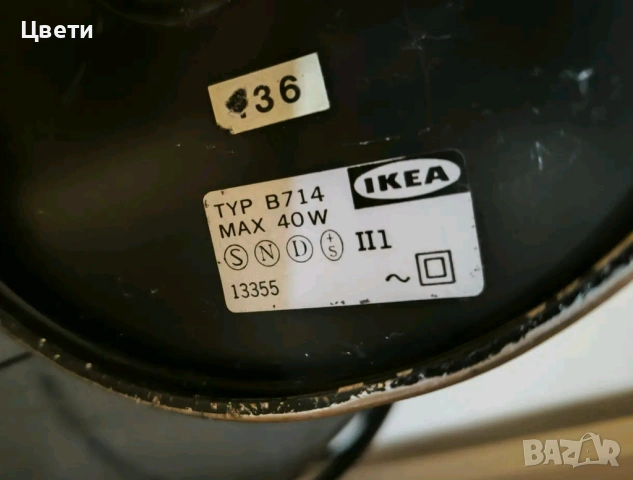 Цвети
36
IKEA
TYP B714
MAX 40W
S N D +S II1
13355
~
BAZAR